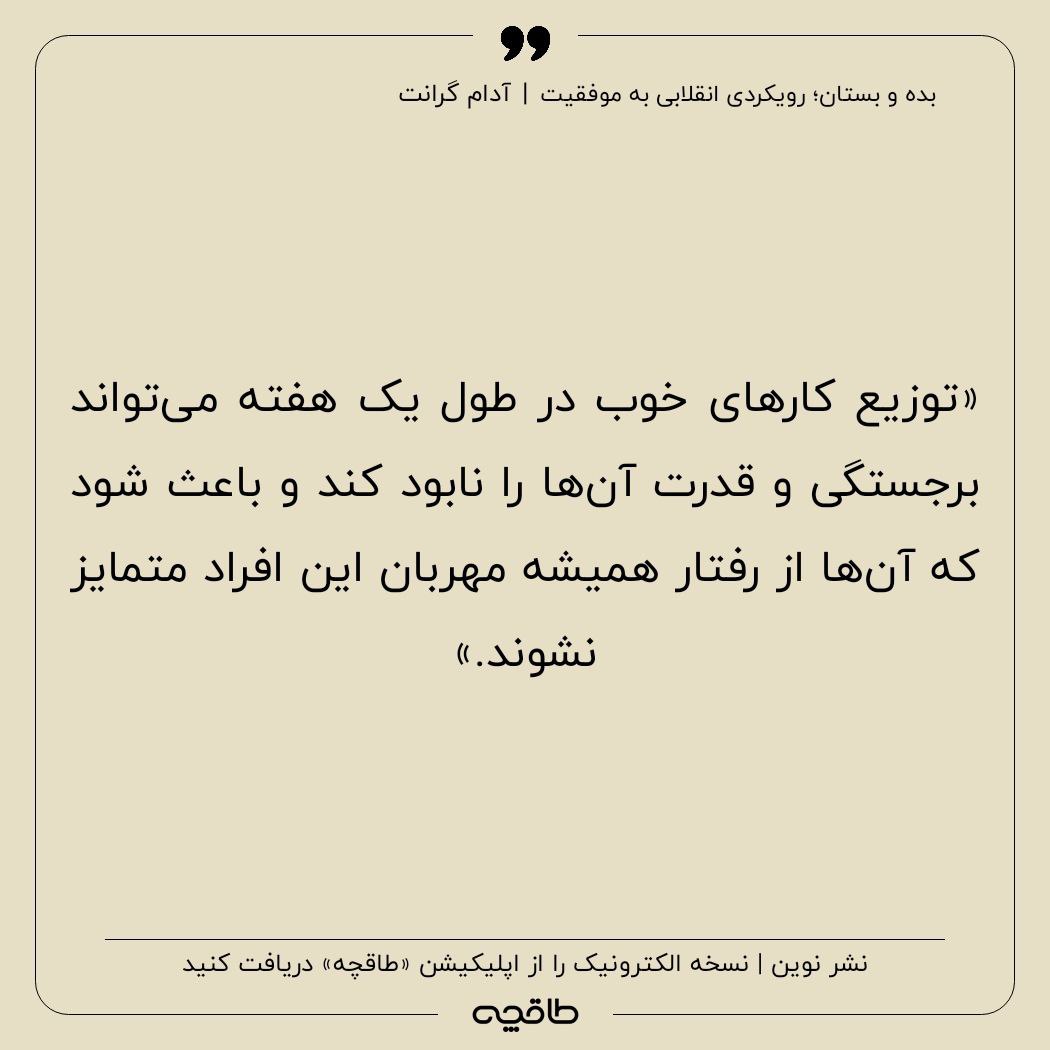 بده و بستان؛ رویکردی انقلابی به موفقیت | آدام گرانت
«توزیع کارهای خوب در طول یک هفته می‌تواند
برجستگی و قدرت آن‌ها را نابود کند و باعث شود
که آن‌ها از رفتار همیشه مهربان این افراد متمایز
نشوند.»
نشر نوین | نسخه الکترونیک را از اپلیکیشن «طاقچه» دریافت کنید
طاقچه